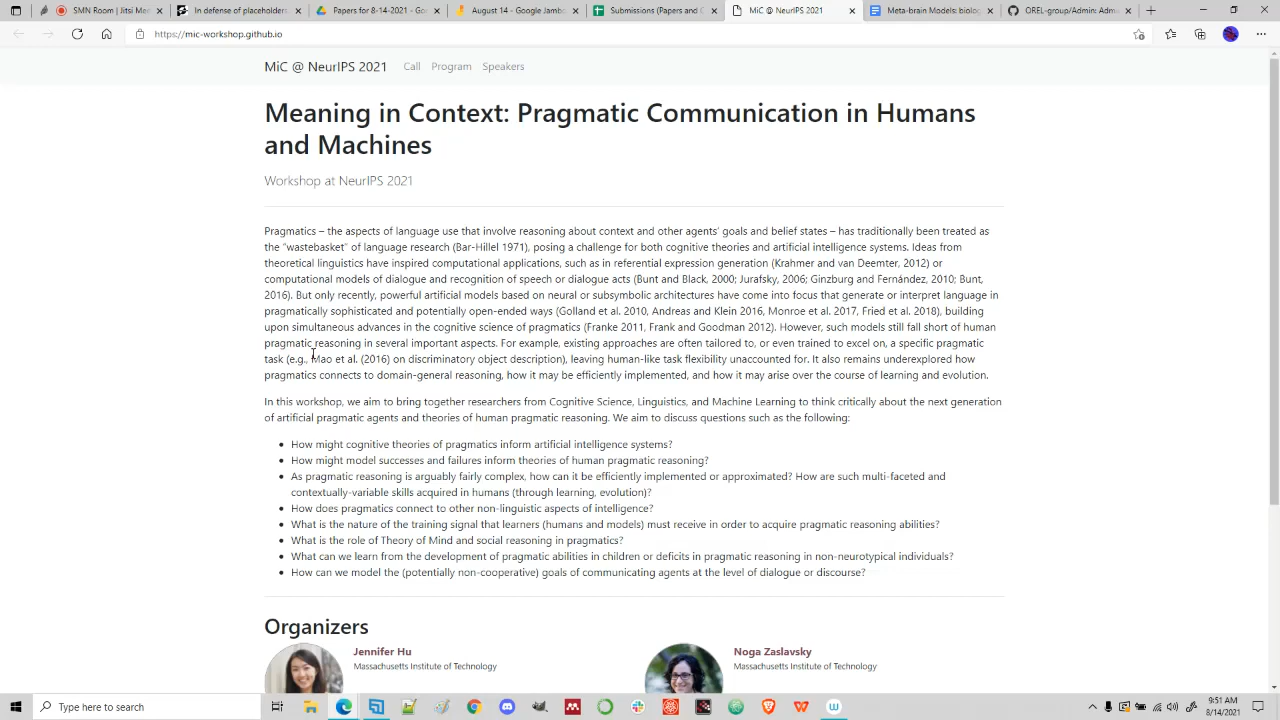 SMN Room | Jitsi Me
In defense of placeholder
Papers for 8-14-2021 - Go
August 14 - Google Jamb
Submissions (Papers and
MiC @ NeurIPS 2021
Meta-brain Models: biolog
OREL-group/Admin: Adm
https://mic-workshop.github.io
MiC @ NeurIPS 2021 Call Program Speakers
Meaning in Context: Pragmatic Communication in Humans
and Machines
Workshop at NeurIPS 2021
Pragmatics – the aspects of language use that involve reasoning about context and other agents' goals and belief states – has traditionally been treated as
the "wastebasket" of language research (Bar-Hillel 1971), posing a challenge for both cognitive theories and artificial intelligence systems. Ideas from
theoretical linguistics have inspired computational applications, such as in referential expression generation (Krahmer and van Deemter, 2012) or
computational models of dialogue and recognition of speech or dialogue acts (Bunt and Black, 2000; Jurafsky, 2006; Ginzburg and Fernández, 2010; Bunt,
2016). But only recently, powerful artificial models based on neural or subsymbolic architectures have come into focus that generate or interpret language in
pragmatically sophisticated and potentially open-ended ways (Golland et al. 2010, Andreas and Klein 2016, Monroe et al. 2017, Fried et al. 2018), building
upon simultaneous advances in the cognitive science of pragmatics (Franke 2011, Frank and Goodman 2012). However, such models still fall short of human
pragmatic reasoning in several important aspects. For example, existing approaches are often tailored to, or even trained to excel on, a specific pragmatic
task (e.g., Mao et al. (2016) on discriminatory object description), leaving human-like task flexibility unaccounted for. It also remains underexplored how
pragmatics connects to domain-general reasoning, how it may be efficiently implemented, and how it may arise over the course of learning and evolution.
In this workshop, we aim to bring together researchers from Cognitive Science, Linguistics, and Machine Learning to think critically about the next generation
of artificial pragmatic agents and theories of human pragmatic reasoning. We aim to discuss questions such as the following:
• How might cognitive theories of pragmatics inform artificial intelligence systems?
• How might model successes and failures inform theories of human pragmatic reasoning?
• As pragmatic reasoning is arguably fairly complex, how can it be efficiently implemented or approximated? How are such multi-faceted and
contextually-variable skills acquired in humans (through learning, evolution)?
• How does pragmatics connect to other non-linguistic aspects of intelligence?
• What is the nature of the training signal that learners (humans and models) must receive in order to acquire pragmatic reasoning abilities?
• What is the role of Theory of Mind and social reasoning in pragmatics?
• What can we learn from the development of pragmatic abilities in children or deficits in pragmatic reasoning in non-neurotypical individuals?
• How can we model the (potentially non-cooperative) goals of communicating agents at the level of dialogue or discourse?
Organizers
Jennifer Hu
Massachusetts Institute of Technology
Noga Zaslavsky
Massachusetts Institute of Technology
Type here to search
9:51 AM
8/14/2021